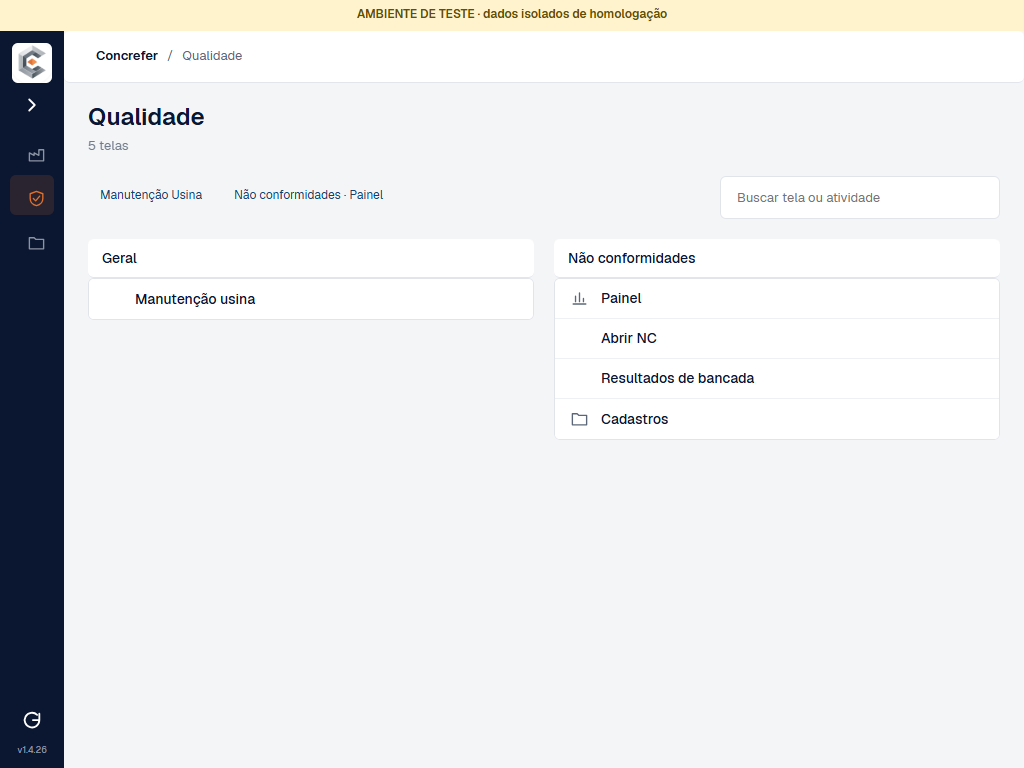 AMBIENTE DE TESTE · dados isolados de homologação
Concrefer / Qualidade
Qualidade
5 telas
Manutenção Usina
Não conformidades · Painel
Buscar tela ou atividade
Geral
Manutenção usina
Não conformidades
Painel
Abrir NC
Resultados de bancada
Cadastros
v1.4.26